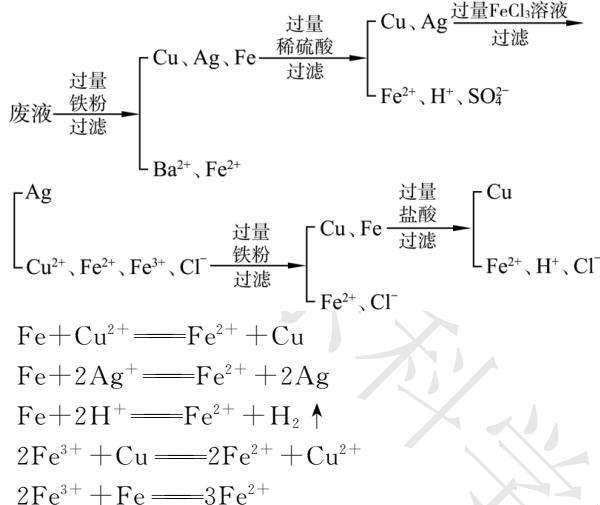 过量 过量FeCl₃溶液
Cu、Ag
过量 稀硫酸 过滤
Cu、Ag、Fe
铁粉
废液 过滤
Fe²⁺、H⁺、SO₄²⁻
Ba²⁺、Fe²⁺
Ag
过量 盐酸 过滤
Cu
过量 铁粉 过滤
Cu、Fe
Cu²⁺、Fe²⁺、Fe³⁺、Cl⁻
Fe²⁺、H⁺、Cl⁻
Fe²⁺、Cl⁻
Fe+Cu²⁺══Fe²⁺+Cu
Fe+2Ag⁺══Fe²⁺+2Ag
Fe+2H⁺══Fe²⁺+H₂↑
2Fe³⁺+Cu══2Fe²⁺+Cu²⁺
2Fe³⁺+Fe══3Fe²⁺
科学